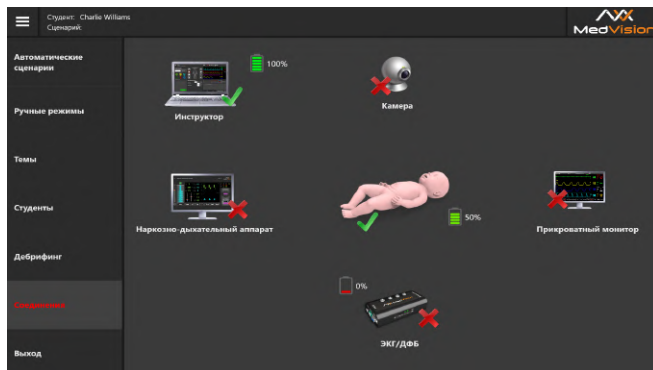 Студент: Charlie Williams
Сценарий:
MedVision
Автоматические
сценарии
Ручные режимы
Темы
Студенты
Дебрифинг
Соединение
Выход
100%
Инструктор
Камера
Наркозно-дыхательный аппарат
50%
Прикроватный монитор
0%
ЭКГ/ДФБ